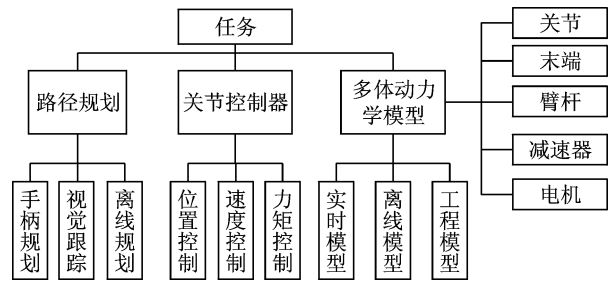 任务
路径规划
关节控制器
多体动力
学模型
关节
末端
臂杆
减速器
电机
手柄规划
视觉跟踪
离线规划
位置控制
速度控制
力矩控制
实时模型
离线模型
工程模型